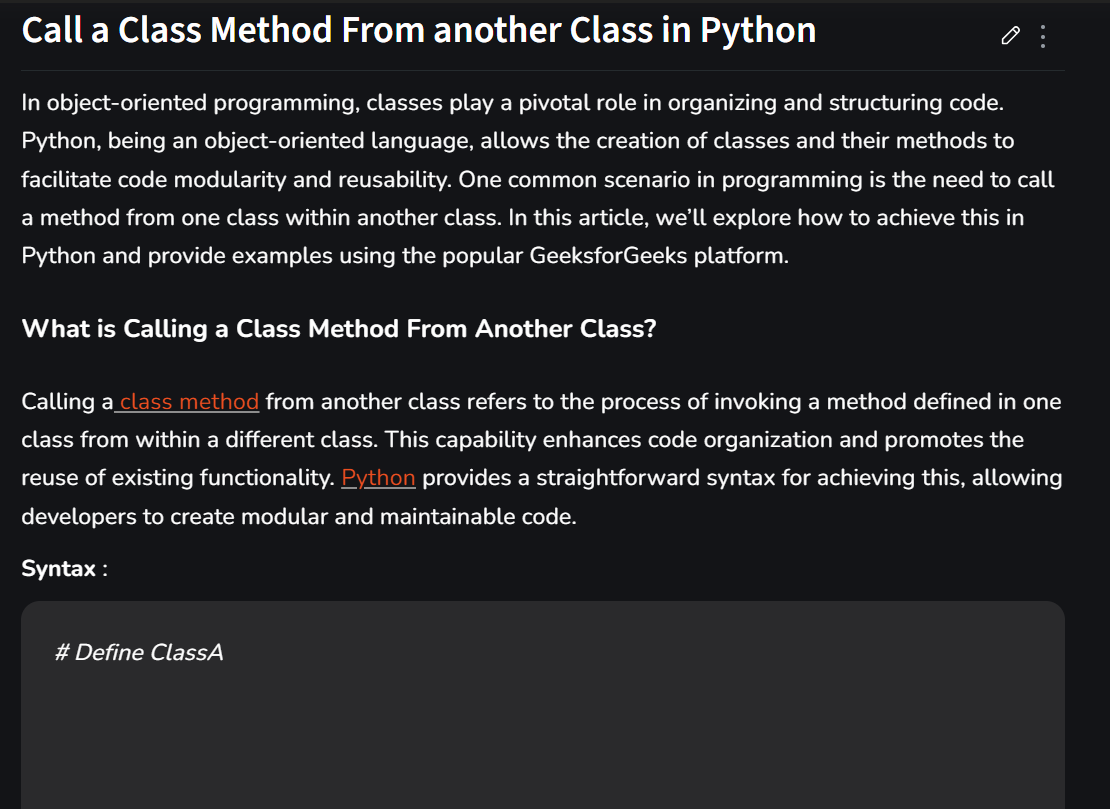 Call a Class Method From another Class in Python
In object-oriented programming, classes play a pivotal role in organizing and structuring code.
Python, being an object-oriented language, allows the creation of classes and their methods to
facilitate code modularity and reusability. One common scenario in programming is the need to call
a method from one class within another class. In this article, we’ll explore how to achieve this in
Python and provide examples using the popular GeeksforGeeks platform.
What is Calling a Class Method From Another Class?
Calling a class method from another class refers to the process of invoking a method defined in one
class from within a different class. This capability enhances code organization and promotes the
reuse of existing functionality. Python provides a straightforward syntax for achieving this, allowing
developers to create modular and maintainable code.
Syntax :
# Define ClassA